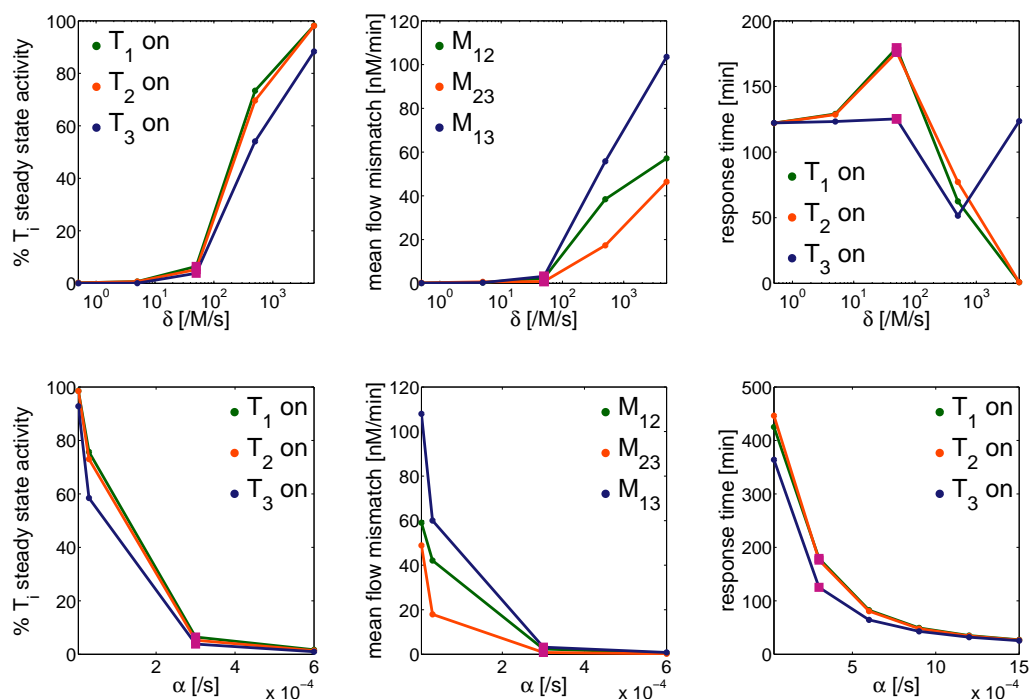 % T_i steady state activity
100
80
60
40
20
0
T_1 on
T_2 on
T_3 on
10^0 10^1 10^2 10^3
δ [/M/s]
mean flow mismatch [nM/min]
120
100
80
60
40
20
0
M_12
M_23
M_13
10^0 10^1 10^2 10^3
δ [/M/s]
response time [min]
200
150
100
50
0
T_1 on
T_2 on
T_3 on
10^0 10^1 10^2 10^3
δ [/M/s]
% T_i steady state activity
100
80
60
40
20
0
T_1 on
T_2 on
T_3 on
2 4 6
α [/s]
x 10^-4
mean flow mismatch [nM/min]
120
100
80
60
40
20
0
M_12
M_23
M_13
2 4 6
α [/s]
x 10^-4
response time [min]
500
400
300
200
100
0
T_1 on
T_2 on
T_3 on
5 10 15
α [/s]
x 10^-4